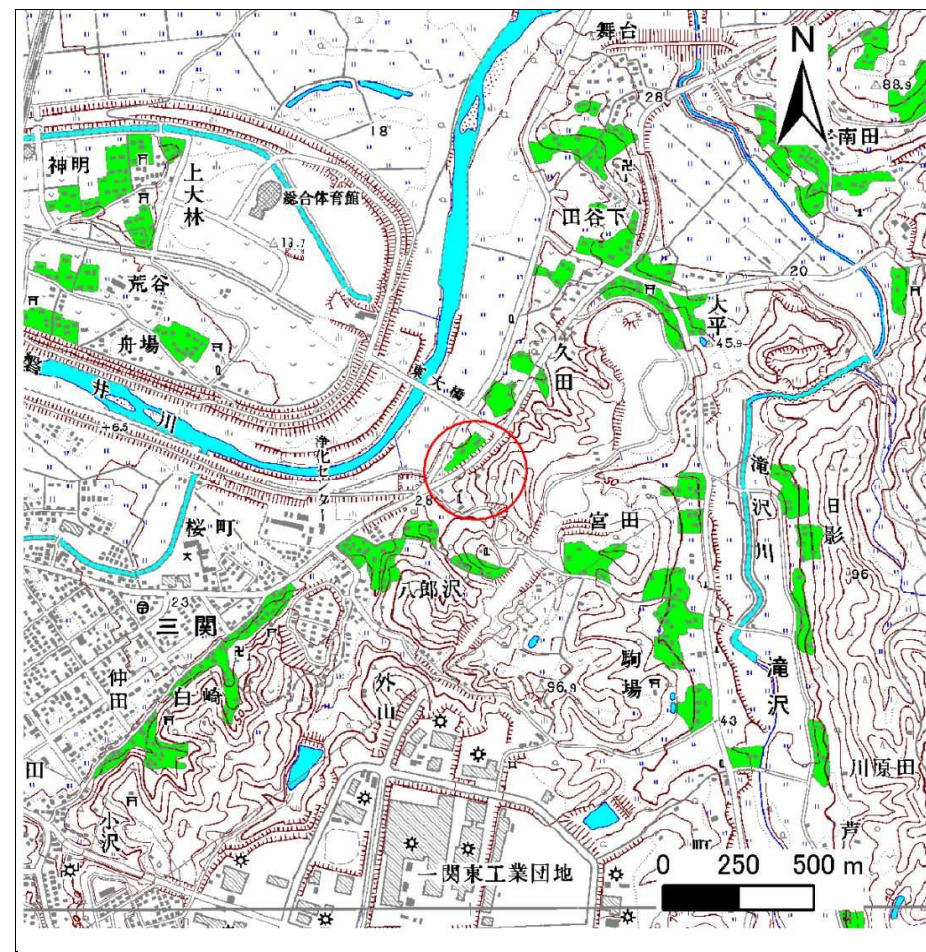 舞台
N
28
88.9
南田
18
神明
上大林
総合体育館
田谷下
13.7
20
荒谷
大平
45.9
舟場
久田
東大橋
磐井川
6.5
浄化センター
28
滝沢川
日影
宮田
桜町
八郎沢
96
23
三関
駒場
外山
96.9
仲田
白崎
滝沢
43
田
川原田
小沢
芦
一関東工業団地
0 250 500 m